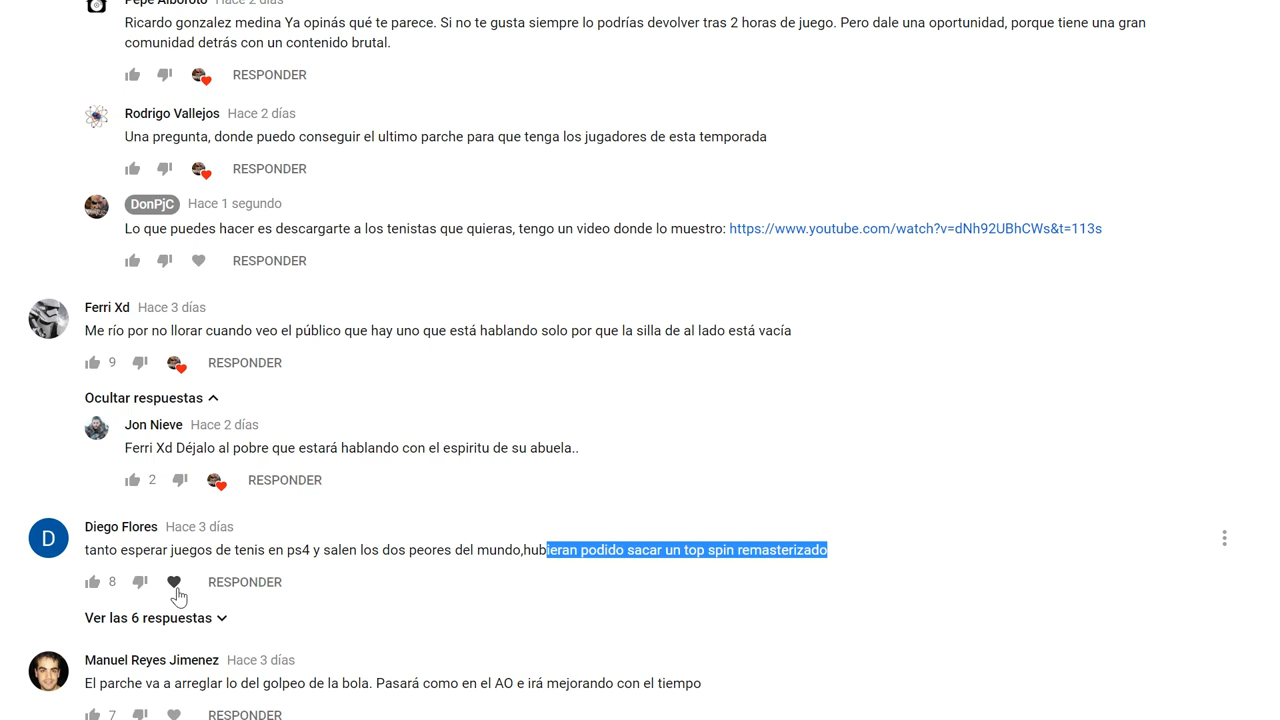 Pepe Alboroto Hace 2 días
Ricardo gonzalez medina Ya opinás qué te parece. Si no te gusta siempre lo podrías devolver tras 2 horas de juego. Pero dale una oportunidad, porque tiene una gran
comunidad detrás con un contenido brutal.
RESPONDER
Rodrigo Vallejos Hace 2 días
Una pregunta, donde puedo conseguir el ultimo parche para que tenga los jugadores de esta temporada
RESPONDER
DonPjC Hace 1 segundo
Lo que puedes hacer es descargarte a los tenistas que quieras, tengo un video donde lo muestro: https://www.youtube.com/watch?v=dNh92UBhCWs&t=113s
RESPONDER
Ferri Xd Hace 3 días
Me río por no llorar cuando veo el público que hay uno que está hablando solo por que la silla de al lado está vacía
9 RESPONDER
Ocultar respuestas
Jon Nieve Hace 2 días
Ferri Xd Déjalo al pobre que estará hablando con el espiritu de su abuela..
2 RESPONDER
Diego Flores Hace 3 días
D
tanto esperar juegos de tenis en ps4 y salen los dos peores del mundo,hubieran podido sacar un top spin remasterizado
8 RESPONDER
Ver las 6 respuestas
Manuel Reyes Jimenez Hace 3 días
El parche va a arreglar lo del golpeo de la bola. Pasará como en el AO e irá mejorando con el tiempo
7 RESPONDER